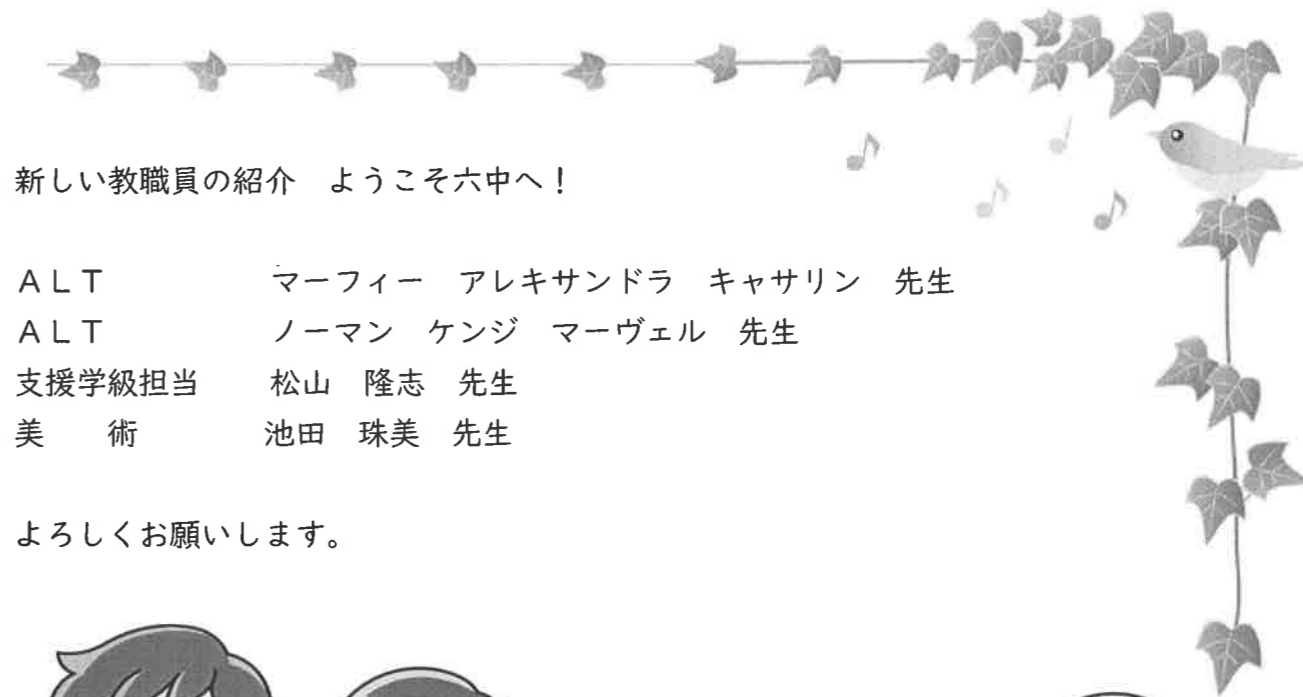 新しい教職員の紹介　ようこそ六中へ！
ＡＬＴ　　　　　マーフィー　アレキサンドラ　キャサリン　先生
ＡＬＴ　　　　　ノーマン　ケンジ　マーヴェル　先生
支援学級担当　　松山　隆志　先生
美　　術　　　　池田　珠美　先生
よろしくお願いします。